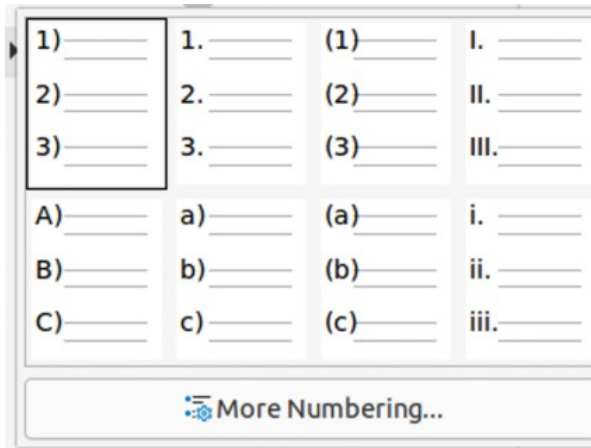 1) 1. (1) I.
2) 2. (2) II.
3) 3. (3) III.
A) a) (a) i.
B) b) (b) ii.
C) c) (c) iii.
More Numbering...